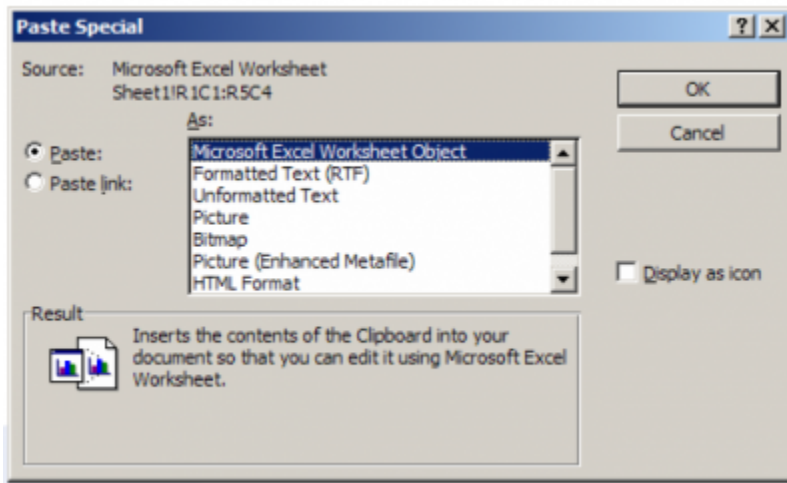 Paste Special
Source: Microsoft Excel Worksheet
Sheet1!R1C1:R5C4
As:
Paste:
Paste link:
Microsoft Excel Worksheet Object
Formatted Text (RTF)
Unformatted Text
Picture
Bitmap
Picture (Enhanced Metafile)
HTML Format
OK
Cancel
Display as icon
Result
Inserts the contents of the Clipboard into your
document so that you can edit it using Microsoft Excel
Worksheet.